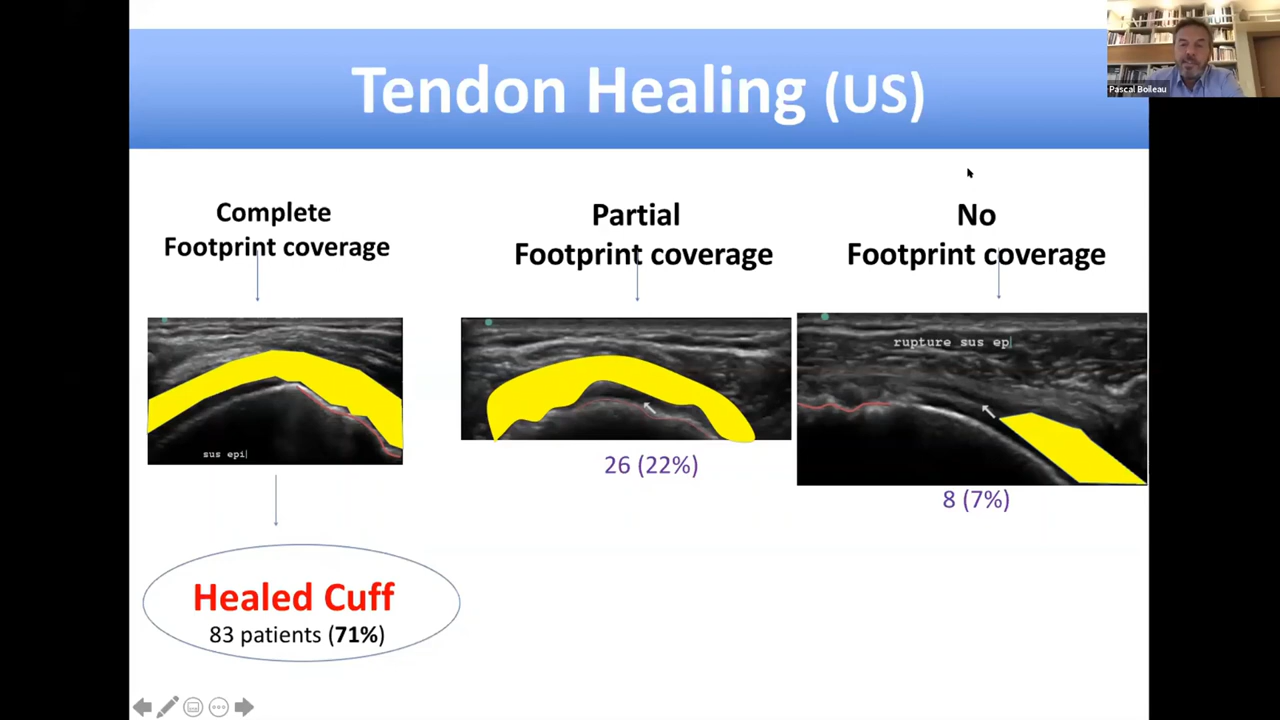 Tendon Healing (US)
Pascal Boileau
Complete
Footprint coverage
Partial
Footprint coverage
No
Footprint coverage
sus epi
rupture sus ep
26 (22%)
8 (7%)
Healed Cuff
83 patients (71%)